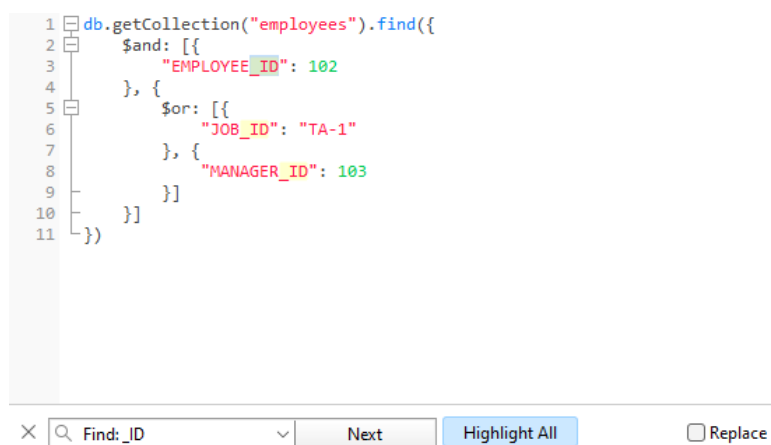 1 db.getCollection("employees").find({
2 $and: [{
3 "EMPLOYEE_ID": 102
4 }, {
5 $or: [{
6 "JOB_ID": "TA-1"
7 }, {
8 "MANAGER_ID": 103
9 }]
10 }]
11 })
Find:_ID Next Highlight All Replace